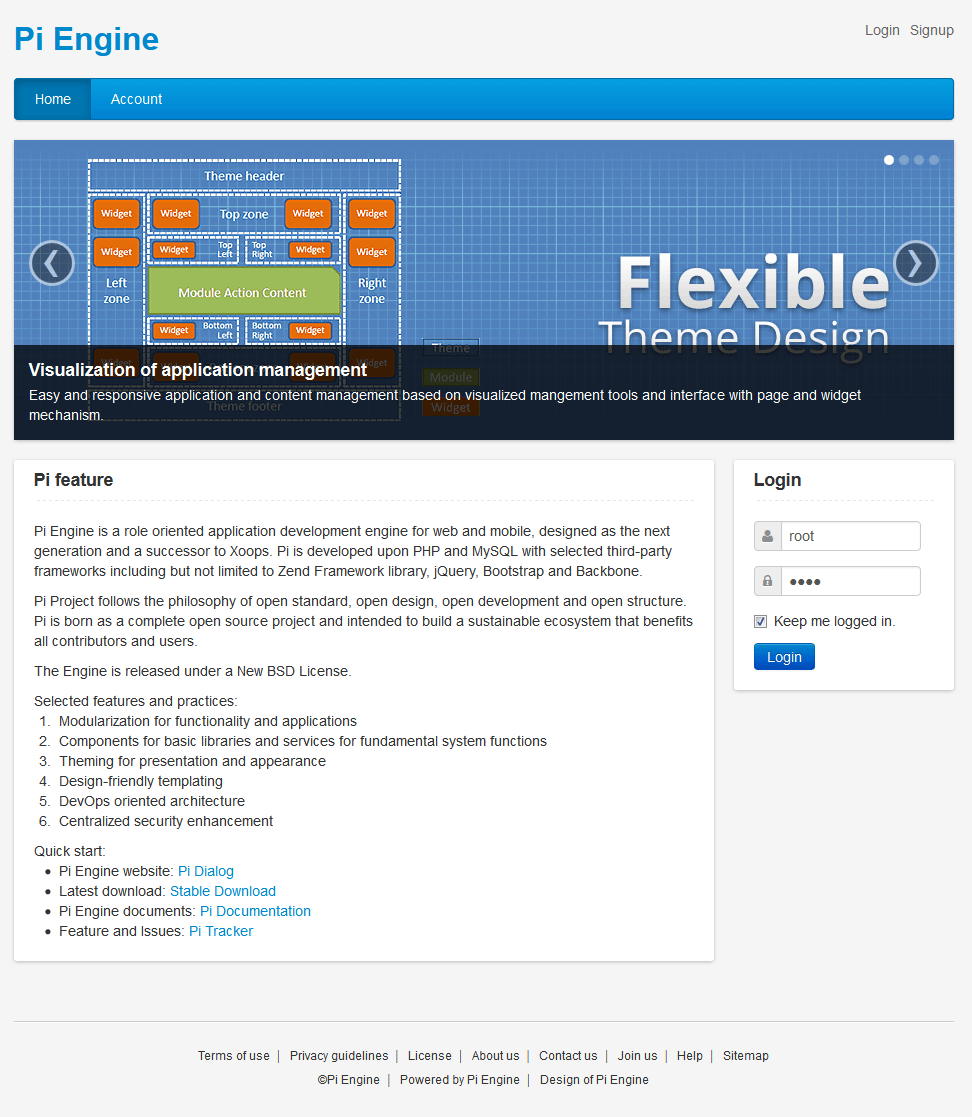 Pi Engine
Login Signup
Home Account
Theme header
Widget Widget Top zone Widget Widget
Widget Widget Top Left Top Right Widget Widget
Left zone Module Action Content Right zone
Widget Bottom Left Bottom Right Widget
Flexible
Theme Design
Theme
Module
Widget
Widget Widget
Theme footer
Visualization of application management
Easy and responsive application and content management based on visualized mangement tools and interface with page and widget
mechanism.
Pi feature
Pi Engine is a role oriented application development engine for web and mobile, designed as the next
generation and a successor to Xoops. Pi is developed upon PHP and MySQL with selected third-party
frameworks including but not limited to Zend Framework library, jQuery, Bootstrap and Backbone.
Pi Project follows the philosophy of open standard, open design, open development and open structure.
Pi is born as a complete open source project and intended to build a sustainable ecosystem that benefits
all contributors and users.
The Engine is released under a New BSD License.
Selected features and practices:
1. Modularization for functionality and applications
2. Components for basic libraries and services for fundamental system functions
3. Theming for presentation and appearance
4. Design-friendly templating
5. DevOps oriented architecture
6. Centralized security enhancement
Quick start:
• Pi Engine website: Pi Dialog
• Latest download: Stable Download
• Pi Engine documents: Pi Documentation
• Feature and Issues: Pi Tracker
Login
root
••••
Keep me logged in.
Login
Terms of use | Privacy guidelines | License | About us | Contact us | Join us | Help | Sitemap
©Pi Engine | Powered by Pi Engine | Design of Pi Engine